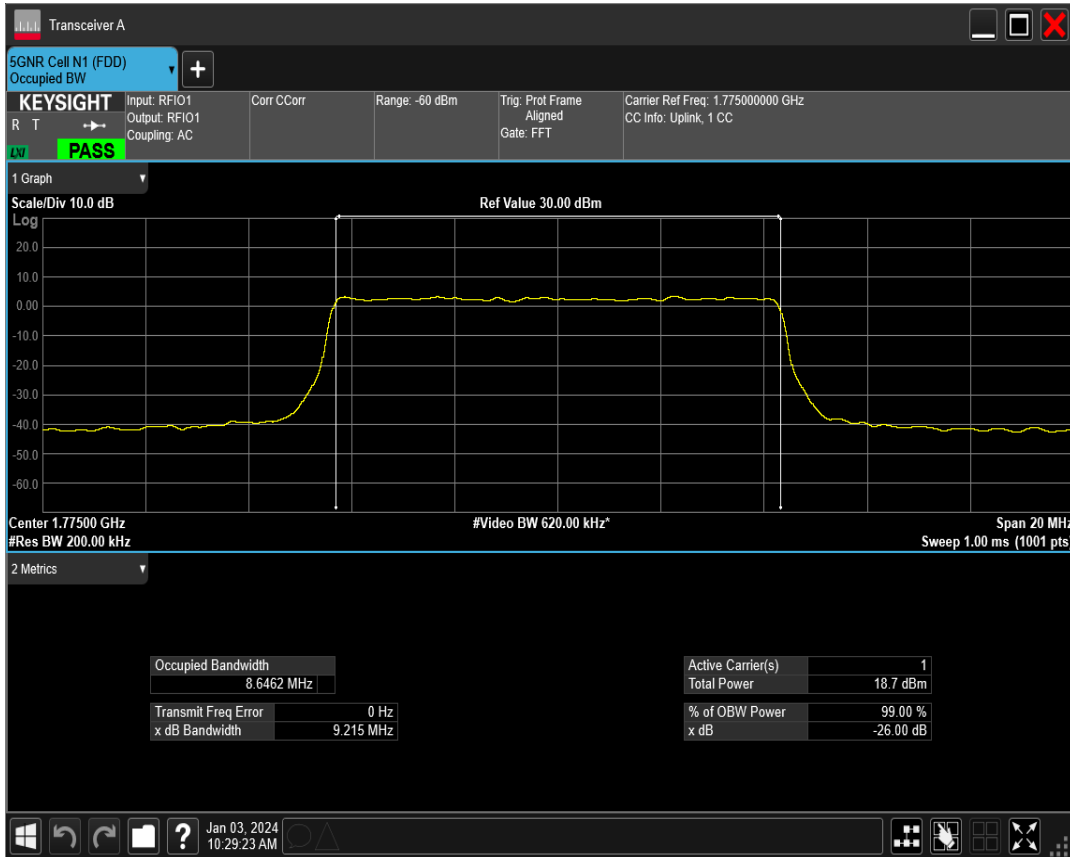 Transceiver A
5GNR Cell N1 (FDD)
Occupied BW
+
KEYSIGHT
R T
LXI
PASS
Input: RFIO1
Output: RFIO1
Coupling: AC
Corr CCorr
Range: -60 dBm
Trig: Prot Frame
Aligned
Gate: FFT
Carrier Ref Freq: 1.775000000 GHz
CC Info: Uplink, 1 CC
1 Graph
Scale/Div 10.0 dB
Ref Value 30.00 dBm
Log
20.0
10.0
0.00
-10.0
-20.0
-30.0
-40.0
-50.0
-60.0
Center 1.77500 GHz
#Video BW 620.00 kHz*
Span 20 MHz
#Res BW 200.00 kHz
Sweep 1.00 ms (1001 pts)
2 Metrics
Occupied Bandwidth
8.6462 MHz
Transmit Freq Error 0 Hz
x dB Bandwidth 9.215 MHz
Active Carrier(s) 1
Total Power 18.7 dBm
% of OBW Power 99.00 %
x dB -26.00 dB
?
Jan 03, 2024
10:29:23 AM